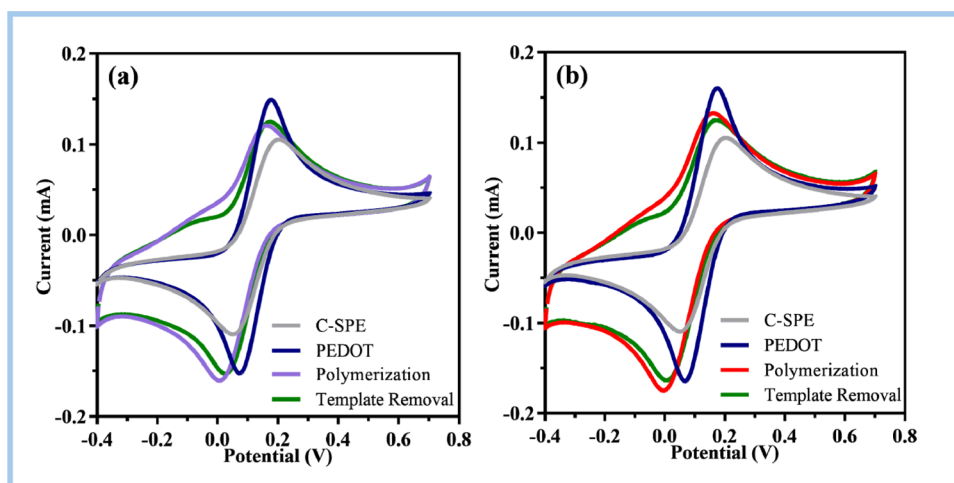 (a)
0.2
0.1
0.0
-0.1
-0.2
Current (mA)
C-SPE
PEDOT
Polymerization
Template Removal
-0.4 -0.2 0.0 0.2 0.4 0.6 0.8
Potential (V)
(b)
0.2
0.1
0.0
-0.1
-0.2
Current (mA)
C-SPE
PEDOT
Polymerization
Template Removal
-0.4 -0.2 0.0 0.2 0.4 0.6 0.8
Potential (V)